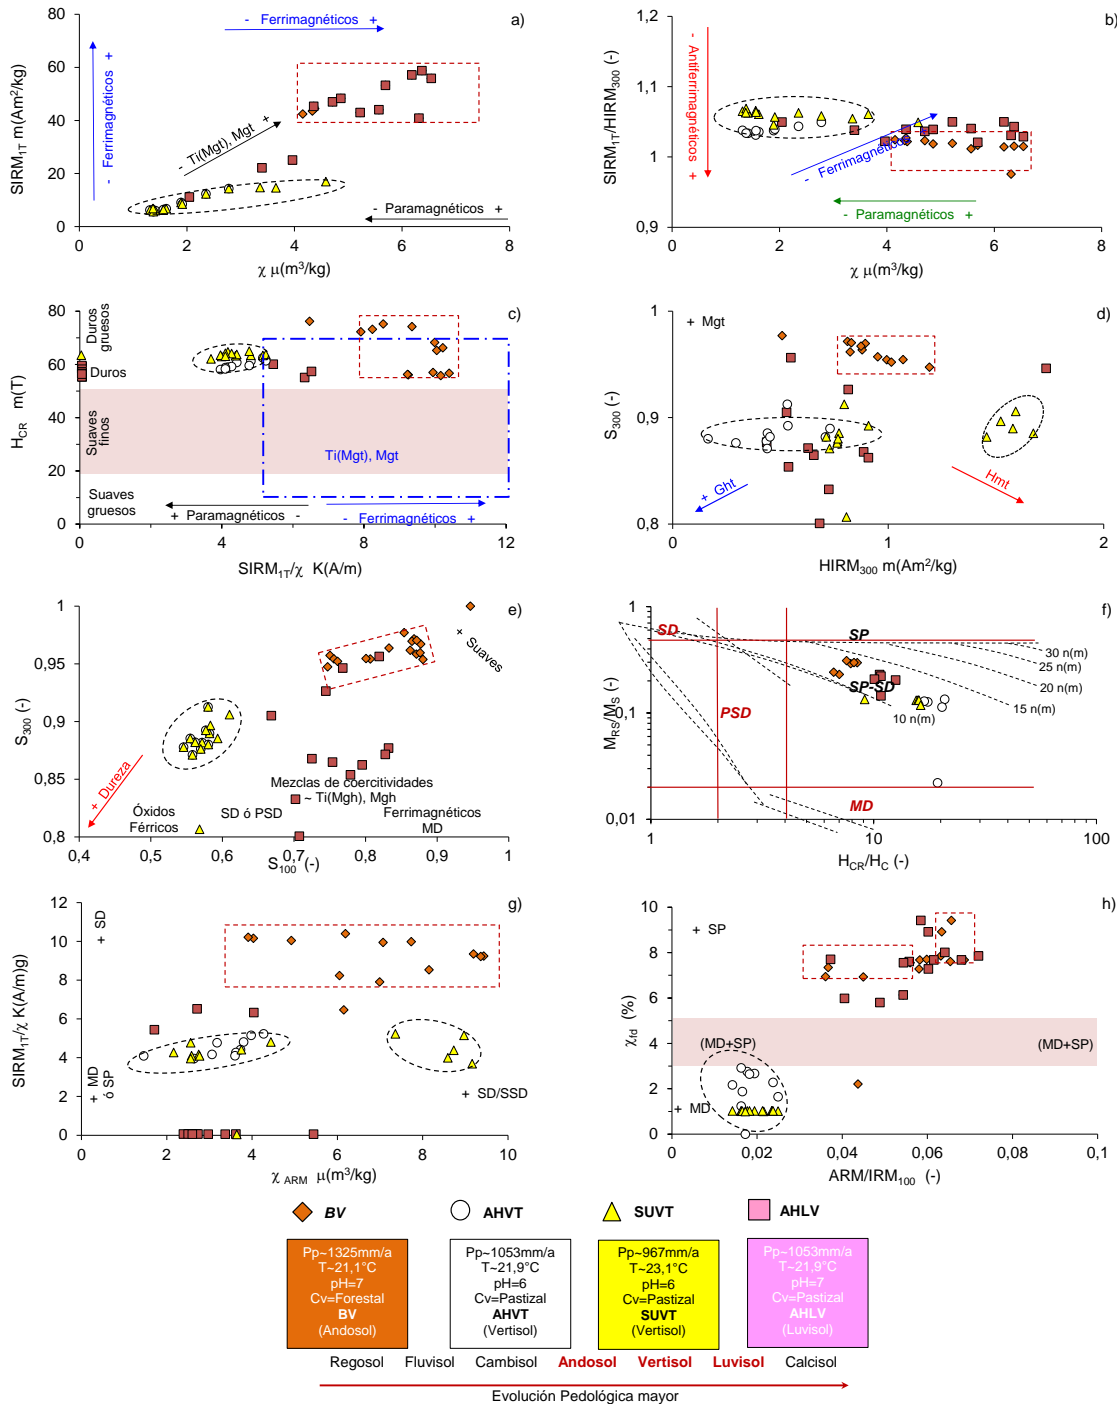 a)
80
60
40
20
0
0
2
4
6
8
SIRM1T m(Am²/kg)
χ μ(m³/kg)
- Ferrimagnéticos +
- Ferrimagnéticos +
- Ti(Mgt), Mgt +
- Paramagnéticos +
b)
1,2
1,1
1
0,9
0
2
4
6
8
SIRM1T/HIRM300 (-)
χ μ(m³/kg)
- Antiferrimagnéticos +
- Ferrimagnéticos +
- Paramagnéticos +
c)
80
60
40
20
0
0
2
4
6
8
10
12
HCR m(T)
SIRM1T/χ K(A/m)
Duros gruesos
Duros
Suaves finos
Suaves gruesos
Ti(Mgt), Mgt
+ Paramagnéticos -
- Ferrimagnéticos +
d)
1
0,9
0,8
0
1
2
S300 (-)
HIRM300 m(Am²/kg)
+ Mgt
+ Ght
Hmt +
e)
1
0,95
0,9
0,85
0,8
0,4
0,5
0,6
0,7
0,8
0,9
1
S300 (-)
S100 (-)
+ Suaves
+ Dureza
Óxidos
Férricos
SD ó PSD
Mezclas de coercitividades
~ Ti(Mgh), Mgh
Ferrimagnéticos
MD
f)
1
0,1
0,01
1
10
100
MRS/MS (-)
HCR/HC (-)
SD
SP
SP-SD
PSD
MD
30 n(m)
25 n(m)
20 n(m)
15 n(m)
10 n(m)
g)
12
10
8
6
4
2
0
0
2
4
6
8
10
SIRM1T/χ K(A/m)g)
χ ARM μ(m³/kg)
+ SD
+ MD
ó SP
+ SD/SSD
h)
10
8
6
4
2
0
0
0,02
0,04
0,06
0,08
0,1
χfd (%)
ARM/IRM100 (-)
+ SP
(MD+SP)
(MD+SP)
+ MD
BV
AHVT
SUVT
AHLV
Pp~1325mm/a
T~21,1°C
pH=7
Cv=Forestal
BV
(Andosol)
Pp~1053mm/a
T~21,9°C
pH=6
Cv=Pastizal
AHVT
(Vertisol)
Pp~967mm/a
T~23,1°C
pH=6
Cv=Pastizal
SUVT
(Vertisol)
Pp~1053mm/a
T~21,9°C
pH=7
Cv=Pastizal
AHLV
(Luvisol)
Regosol Fluvisol Cambisol Andosol Vertisol Luvisol Calcisol
Evolución Pedológica mayor